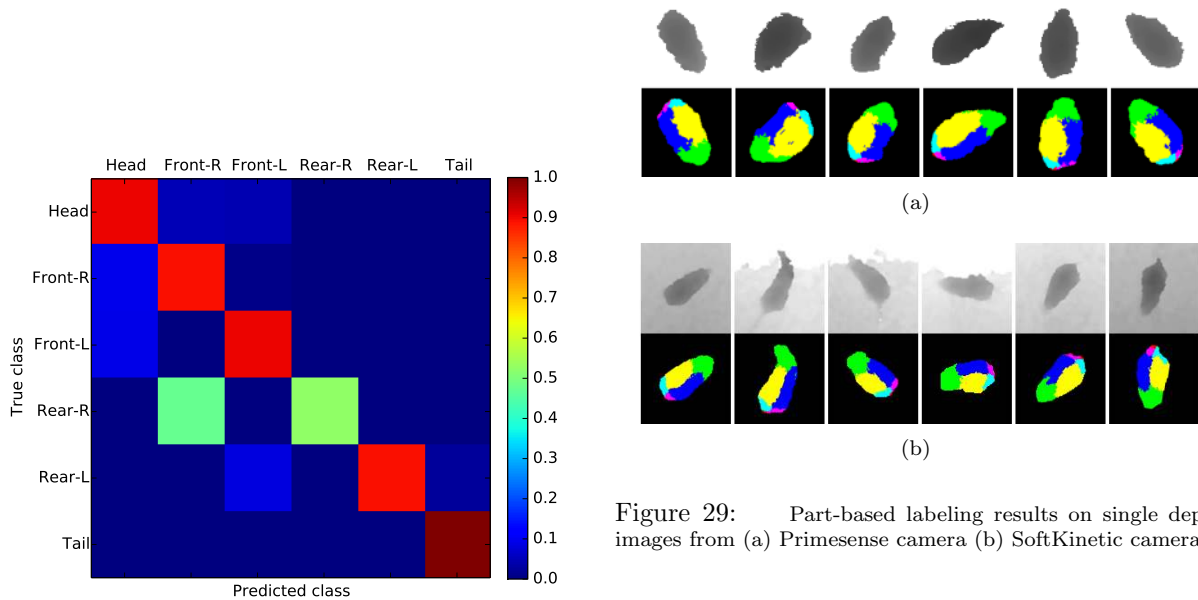 Head Front-R Front-L Rear-R Rear-L Tail
Head
Front-R
Front-L
Rear-R
Rear-L
Tail
True class
Predicted class
1.0
0.9
0.8
0.7
0.6
0.5
0.4
0.3
0.2
0.1
0.0
(a)
(b)
Figure 29: Part-based labeling results on single dep
images from (a) Primesense camera (b) SoftKinetic camera